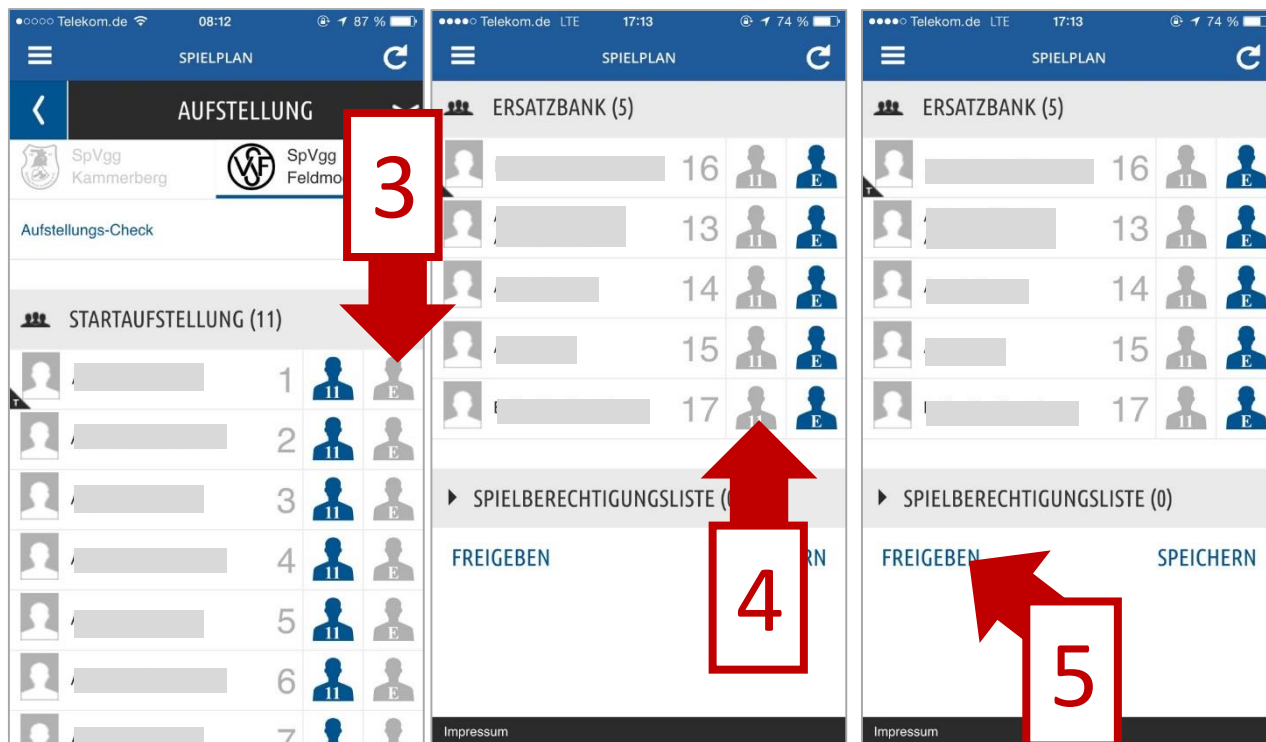 Telekom.de 08:12 87 %
SPIELPLAN
AUFSTELLUNG
SpVgg
Kammerberg
SpVgg
Aufstellungs-Check
STARTAUFSTELLUNG (11)
T
1 11 E
2 11 E
3 11 E
4 11 E
5 11 E
6 11 E
7
3
Telekom.de LTE 17:13 74 %
SPIELPLAN
ERSATZBANK (5)
T
16 11 E
13 11 E
14 11 E
15 11 E
17 11 E
SPIELBERECHTIGUNGSLISTE
FREIGEBEN
4
Impressum
Telekom.de LTE 17:13 74 %
SPIELPLAN
ERSATZBANK (5)
T
16 11 E
13 11 E
14 11 E
15 11 E
17 11 E
SPIELBERECHTIGUNGSLISTE (0)
FREIGEBEN SPEICHERN
5
Impressum